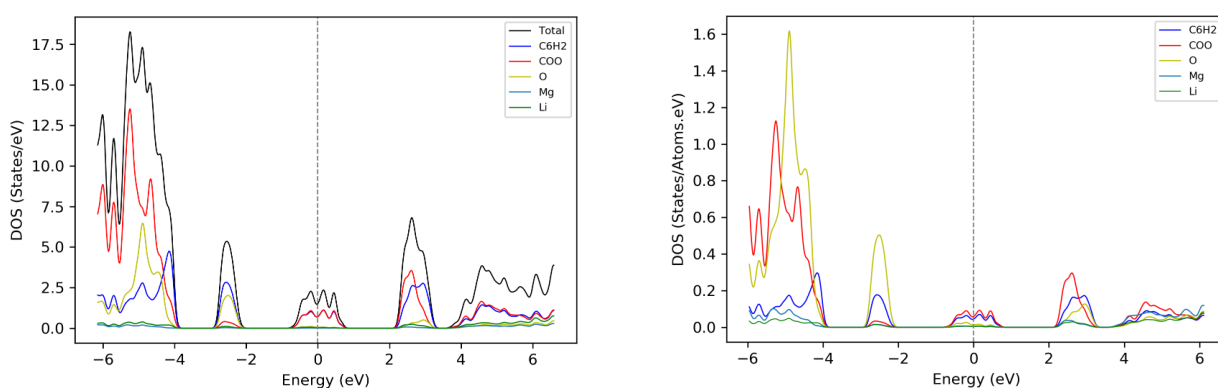 DOS (States/eV)
17.5
15.0
12.5
10.0
7.5
5.0
2.5
0.0
−6 −4 −2 0 2 4 6
Energy (eV)
Total
C6H2
COO
O
Mg
Li
DOS (States/Atoms.eV)
1.6
1.4
1.2
1.0
0.8
0.6
0.4
0.2
0.0
−6 −4 −2 0 2 4 6
Energy (eV)
C6H2
COO
O
Mg
Li